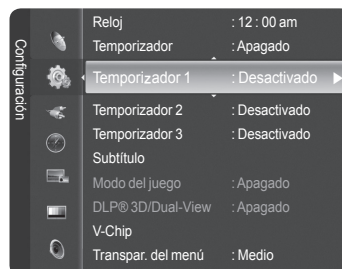 Configuración
Reloj : 12 : 00 am
Temporizador : Apagado
Temporizador 1 : Desactivado
Temporizador 2 : Desactivado
Temporizador 3 : Desactivado
Subtítulo
Modo del juego : Apagado
DLP® 3D/Dual-View : Apagado
V-Chip
Transpar. del menú : Medio